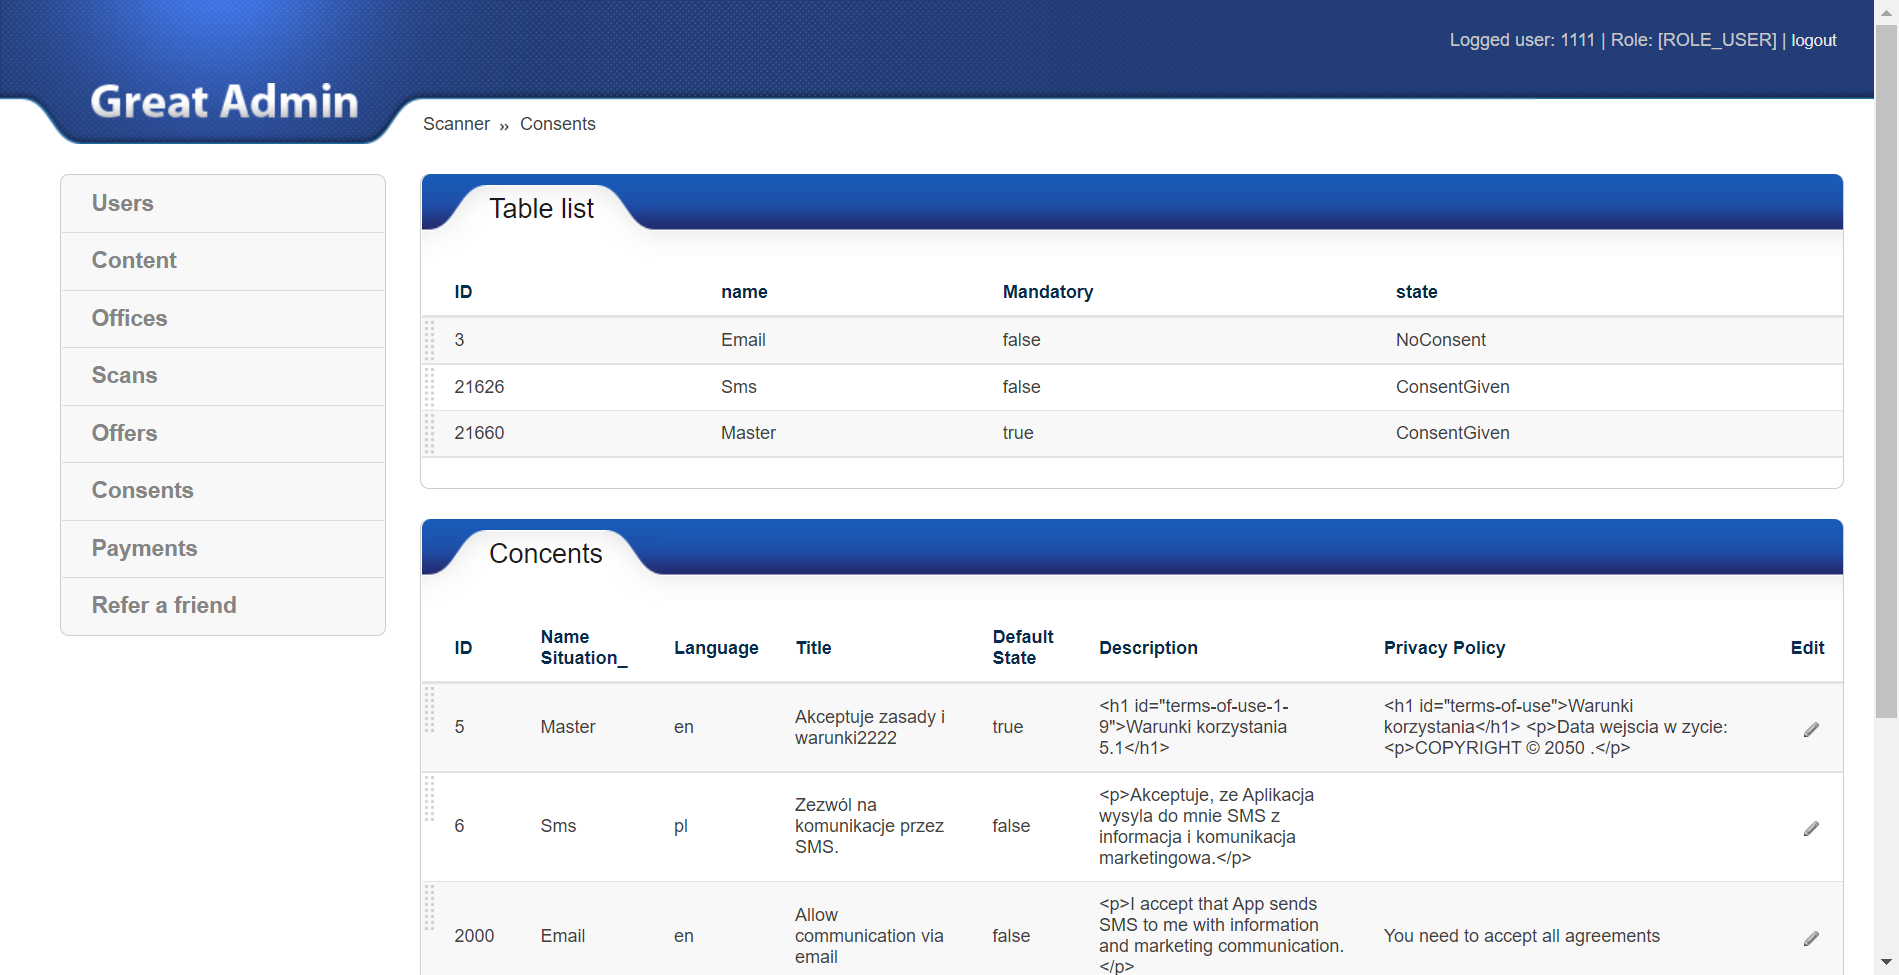 Logged user: 1111 | Role: [ROLE_USER] | logout
Great Admin
Scanner » Consents
Users
Content
Offices
Scans
Offers
Consents
Payments
Refer a friend
Table list
ID name Mandatory state
3 Email false NoConsent
21626 Sms false ConsentGiven
21660 Master true ConsentGiven
Concents
ID
Name
Situation_
Language
Title
Default
State
Description
Privacy Policy
Edit
5
Master
en
Akceptuje zasady i
warunki2222
true
<h1 id="terms-of-use-1-
9">Warunki korzystania
5.1</h1>
<h1 id="terms-of-use">Warunki
korzystania</h1> <p>Data wejscia w zycie:
<p>COPYRIGHT © 2050 .</p>
6
Sms
pl
Zezwól na
komunikacje przez
SMS.
false
<p>Akceptuje, ze Aplikacja
wysyla do mnie SMS z
informacja i komunikacja
marketingowa.</p>
2000
Email
en
Allow
communication via
email
false
<p>I accept that App sends
SMS to me with information
and marketing communication.
</p>
You need to accept all agreements